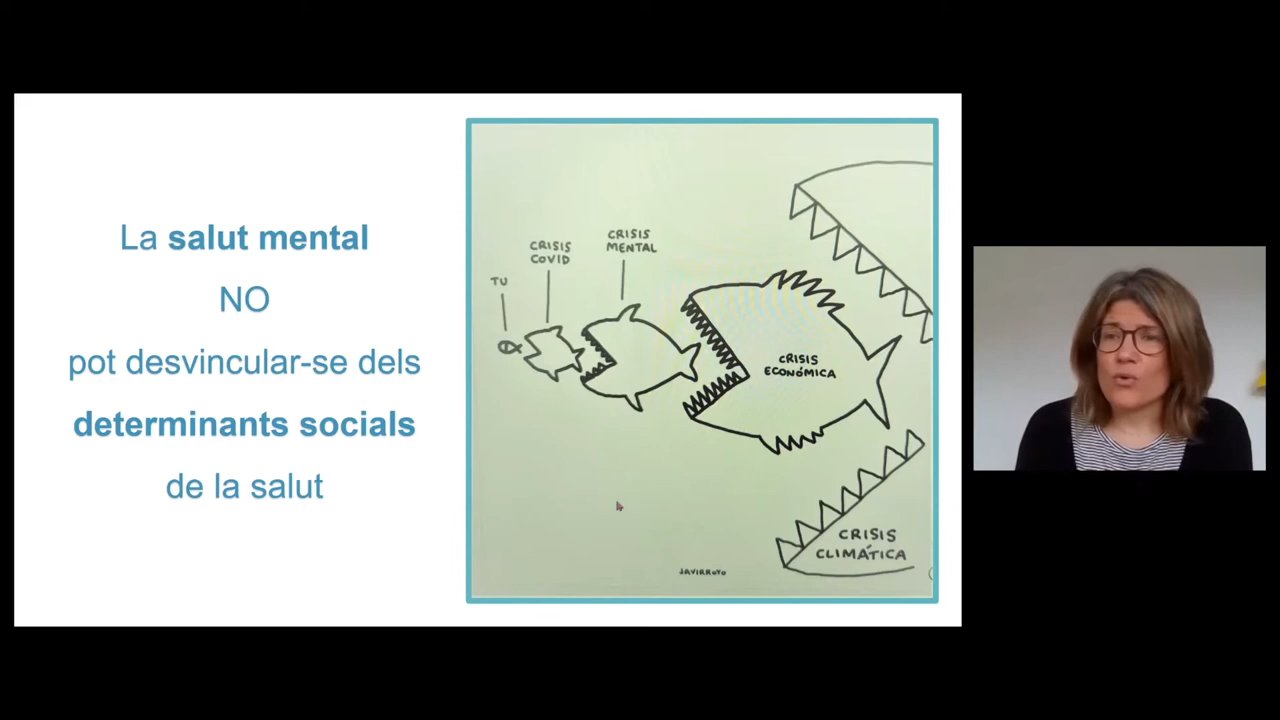 La salut mental
NO
pot desvincular-se dels
determinants socials
de la salut
TU
CRISIS
COVID
CRISIS
MENTAL
CRISIS
ECONÓMICA
CRISIS
CLIMÁTICA
JAVIRROYO